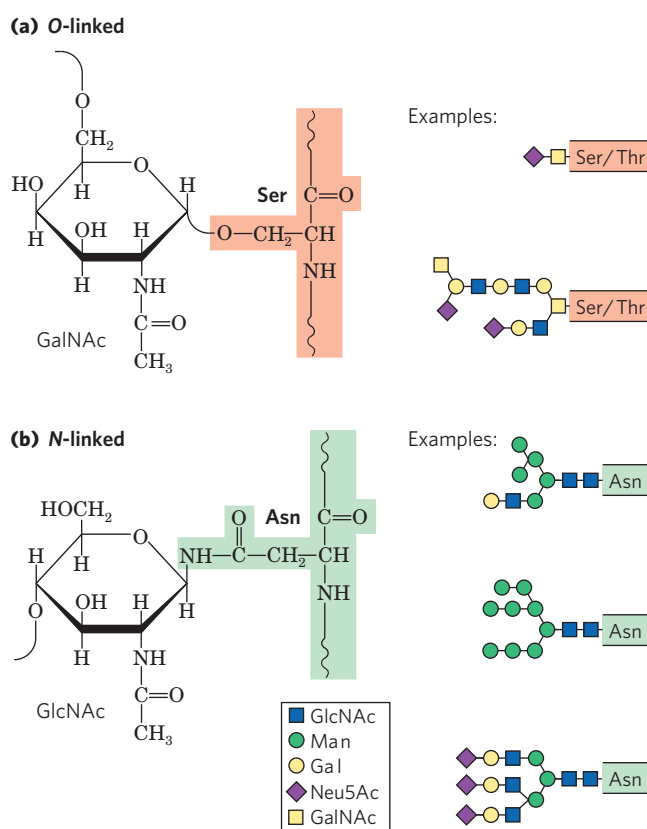 (a) O-linked
O
CH2
O
HO
H
H
H
OH
H
H
H
NH
C=O
CH3
GalNAc
Ser
O—CH2—CH
C=O
NH
Examples:
Ser/Thr
Ser/Thr
(b) N-linked
HOCH2
O
H
H
O
OH
H
H
H
H
NH
C=O
CH3
GlcNAc
Asn
O
NH—C—CH2—CH
C=O
NH
Examples:
Asn
Asn
Asn
GlcNAc
Man
Gal
Neu5Ac
GalNAc